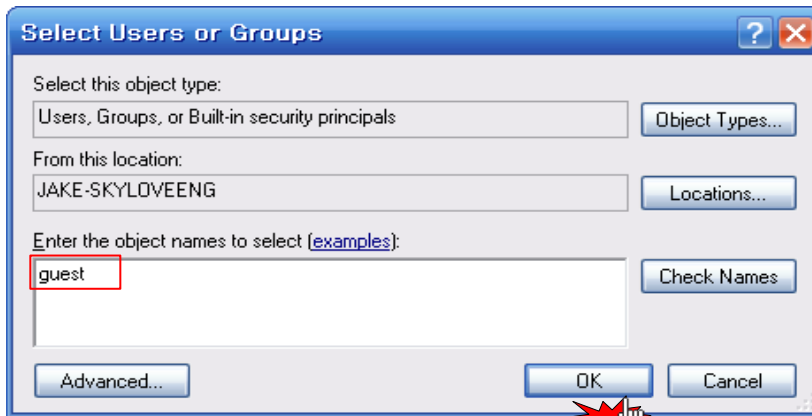 Select Users or Groups
Select this object type:
Users, Groups, or Built-in security principals
Object Types...
From this location:
JAKE-SKYLOVEENG
Locations...
Enter the object names to select (examples):
guest
Check Names
Advanced...
OK
Cancel